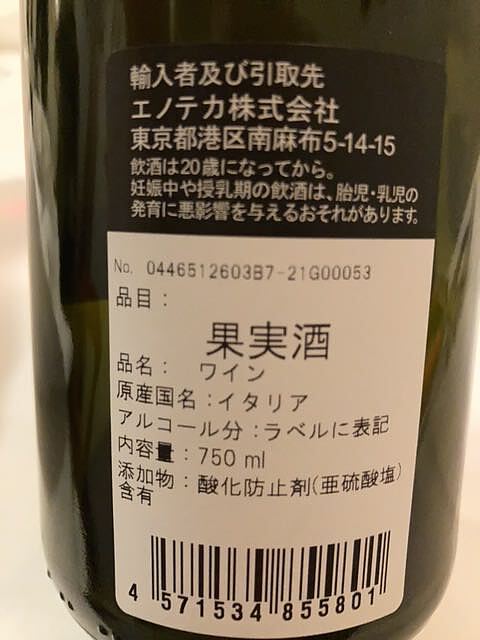 輸入者及び引取先
エノテカ株式会社
東京都港区南麻布5-14-15
飲酒は20歳になってから。
妊娠中や授乳期の飲酒は、胎児・乳児の
発育に悪影響を与えるおそれがあります。
No. 0446512603B7-21G00053
品目：
果実酒
品名： ワイン
原産国名：イタリア
アルコール分：ラベルに表記
内容量：750 ml
添加物：酸化防止剤(亜硫酸塩)
含有
4 571534 855801